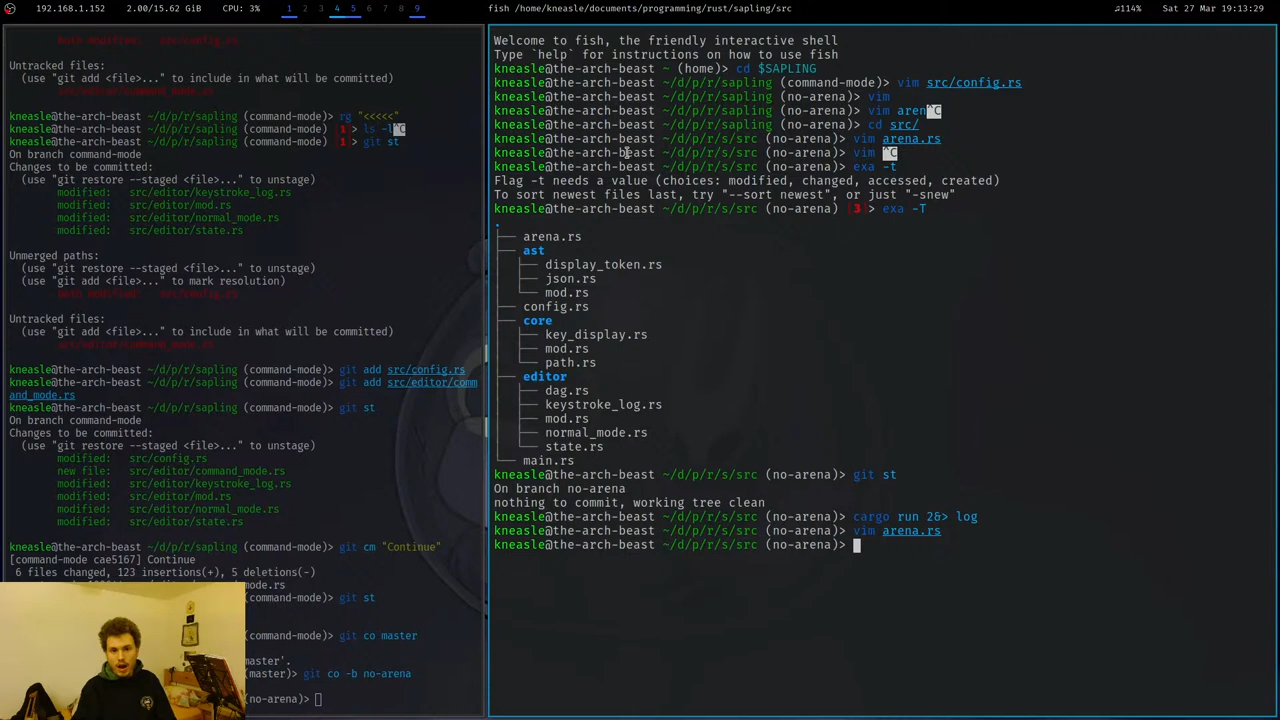 192.168.1.152 2.00/15.62 GiB CPU: 3% 1 2 3 4 5 6 7 8 9 fish /home/kneasle/documents/programming/rust/sapling/src ♫114% Sat 27 Mar 19:13:29
both modified: src/config.rs
Untracked files:
(use "git add <file>..." to include in what will be committed)
src/editor/command_mode.rs
kneasle@the-arch-beast ~/d/p/r/sapling (command-mode)> rg "<<<<<"
kneasle@the-arch-beast ~/d/p/r/sapling (command-mode) [1]> ls -l^C
kneasle@the-arch-beast ~/d/p/r/sapling (command-mode) [1]> git st
On branch command-mode
Changes to be committed:
(use "git restore --staged <file>..." to unstage)
modified: src/editor/keystroke_log.rs
modified: src/editor/mod.rs
modified: src/editor/normal_mode.rs
modified: src/editor/state.rs
Unmerged paths:
(use "git restore --staged <file>..." to unstage)
(use "git add <file>..." to mark resolution)
both modified: src/config.rs
Untracked files:
(use "git add <file>..." to include in what will be committed)
src/editor/command_mode.rs
kneasle@the-arch-beast ~/d/p/r/sapling (command-mode)> git add src/config.rs
kneasle@the-arch-beast ~/d/p/r/sapling (command-mode)> git add src/editor/comm
and_mode.rs
kneasle@the-arch-beast ~/d/p/r/sapling (command-mode)> git st
On branch command-mode
Changes to be committed:
(use "git restore --staged <file>..." to unstage)
modified: src/config.rs
new file: src/editor/command_mode.rs
modified: src/editor/keystroke_log.rs
modified: src/editor/mod.rs
modified: src/editor/normal_mode.rs
modified: src/editor/state.rs
kneasle@the-arch-beast ~/d/p/r/sapling (command-mode)> git cm "Continue"
[command-mode cae5167] Continue
6 files changed, 123 insertions(+), 5 deletions(-)
and_mode.rs
(command-mode)> git st
(command-mode)> git co master
master'.
(master)> git co -b no-arena
(no-arena)>
Welcome to fish, the friendly interactive shell
Type `help` for instructions on how to use fish
kneasle@the-arch-beast ~ (home)> cd $SAPLING
kneasle@the-arch-beast ~/d/p/r/sapling (command-mode)> vim src/config.rs
kneasle@the-arch-beast ~/d/p/r/sapling (no-arena)> vim
kneasle@the-arch-beast ~/d/p/r/sapling (no-arena)> vim aren^C
kneasle@the-arch-beast ~/d/p/r/sapling (no-arena)> cd src/
kneasle@the-arch-beast ~/d/p/r/s/src (no-arena)> vim arena.rs
kneasle@the-arch-beast ~/d/p/r/s/src (no-arena)> vim ^C
kneasle@the-arch-beast ~/d/p/r/s/src (no-arena)> exa -t
Flag -t needs a value (choices: modified, changed, accessed, created)
To sort newest files last, try "--sort newest", or just "-snew"
kneasle@the-arch-beast ~/d/p/r/s/src (no-arena) [3]> exa -T
.
├── arena.rs
├── ast
│ ├── display_token.rs
│ ├── json.rs
│ └── mod.rs
├── config.rs
├── core
│ ├── key_display.rs
│ ├── mod.rs
│ └── path.rs
├── editor
│ ├── dag.rs
│ ├── keystroke_log.rs
│ ├── mod.rs
│ ├── normal_mode.rs
│ └── state.rs
└── main.rs
kneasle@the-arch-beast ~/d/p/r/s/src (no-arena)> git st
On branch no-arena
nothing to commit, working tree clean
kneasle@the-arch-beast ~/d/p/r/s/src (no-arena)> cargo run 2&> log
kneasle@the-arch-beast ~/d/p/r/s/src (no-arena)> vim arena.rs
kneasle@the-arch-beast ~/d/p/r/s/src (no-arena)>